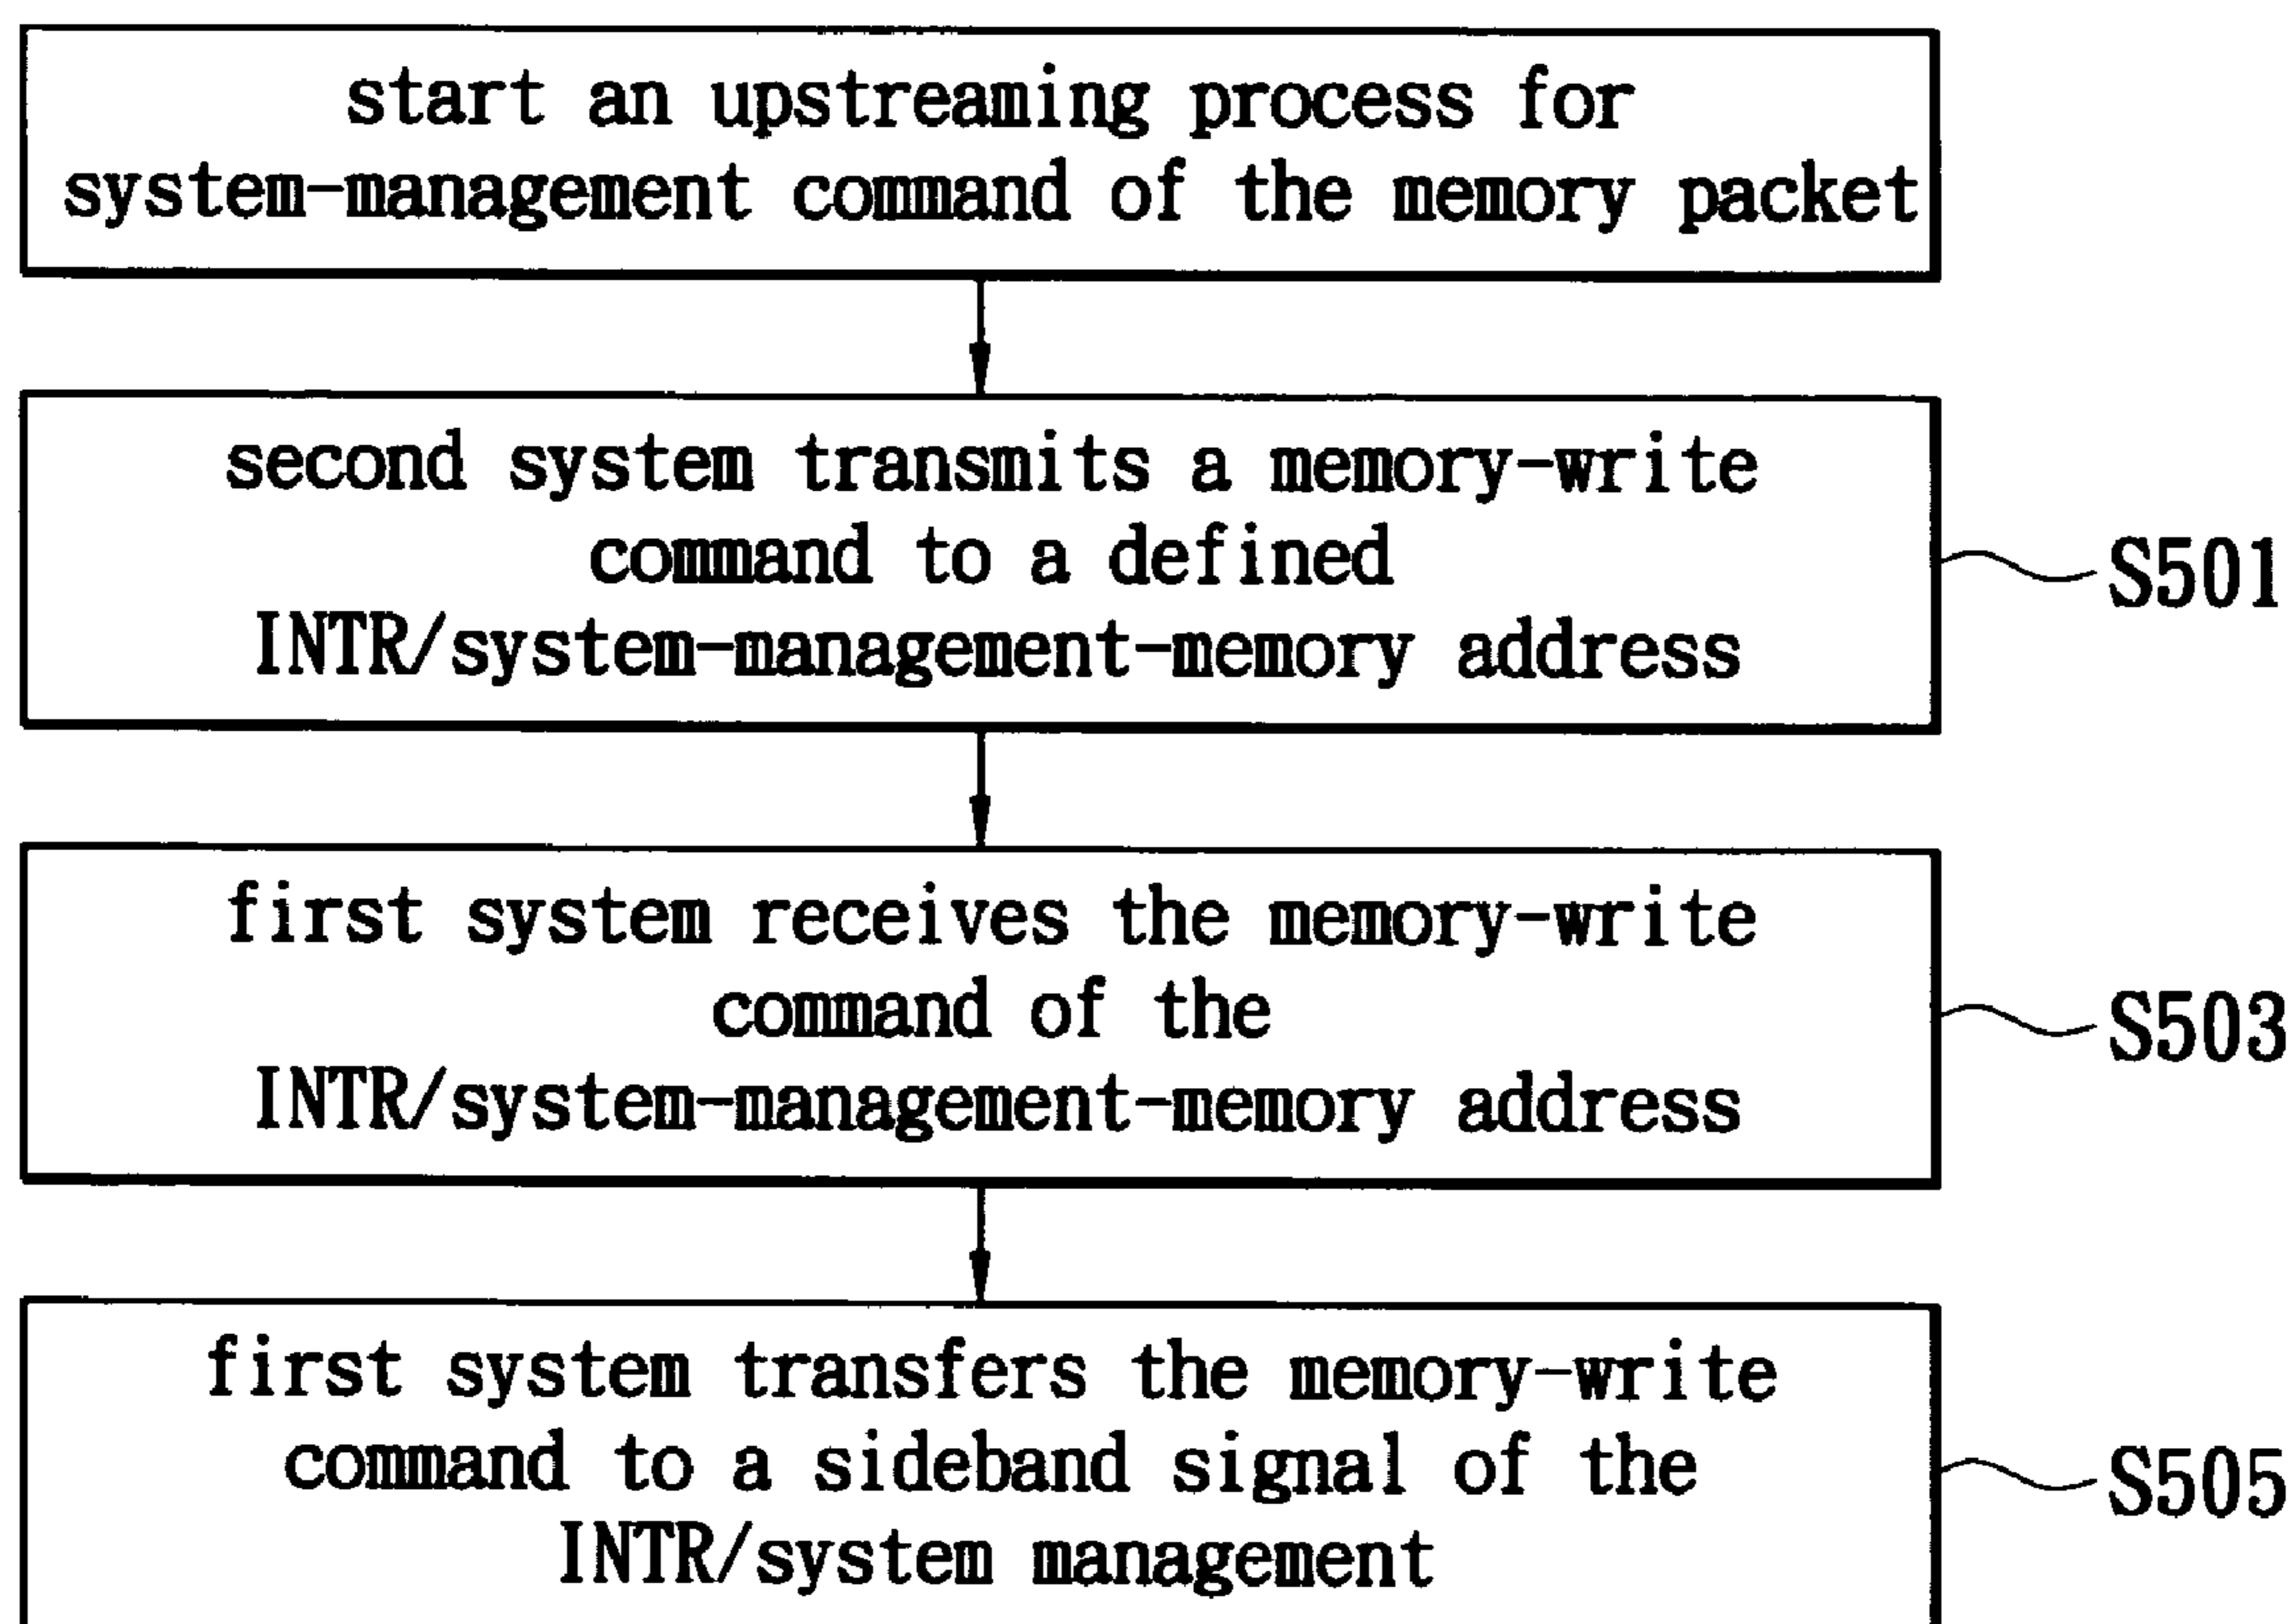 start an upstreaming process for
system-management command of the memory packet
second system transmits a memory-write
command to a defined
INTR/system-management-memory address
S501
first system receives the memory-write
command of the
INTR/system-management-memory address
S503
first system transfers the memory-write
command to a sideband signal of the
INTR/system management
S505